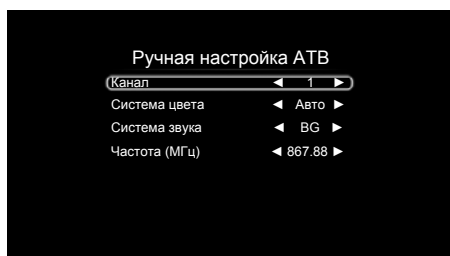 Ручная настройка АТВ
Канал ◄ 1 ►
Система цвета ◄ Авто ►
Система звука ◄ BG ►
Частота (МГц) ◄ 867.88 ►